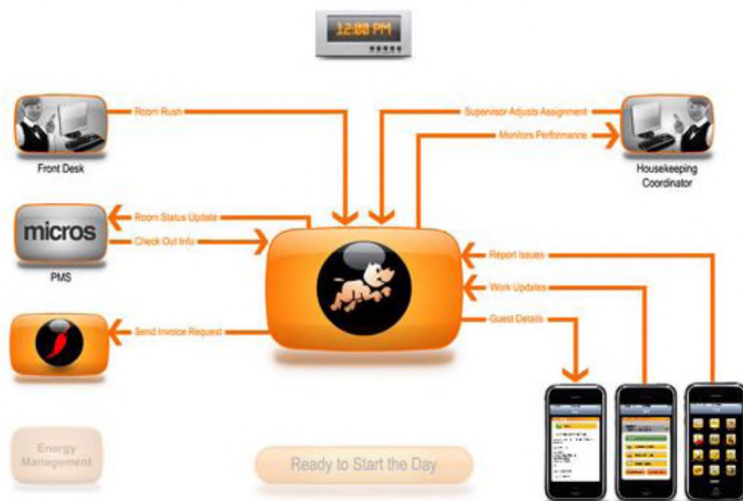 12:00 PM
Room Rush
Supervisor Adjusts Assignment
Monitors Performance
Front Desk
Housekeeping
Coordinator
Room Status Update
micros
Check Out Info
PMS
Report Issues
Work Updates
Guest Details
Send Invoice Request
Energy
Management
Ready to Start the Day